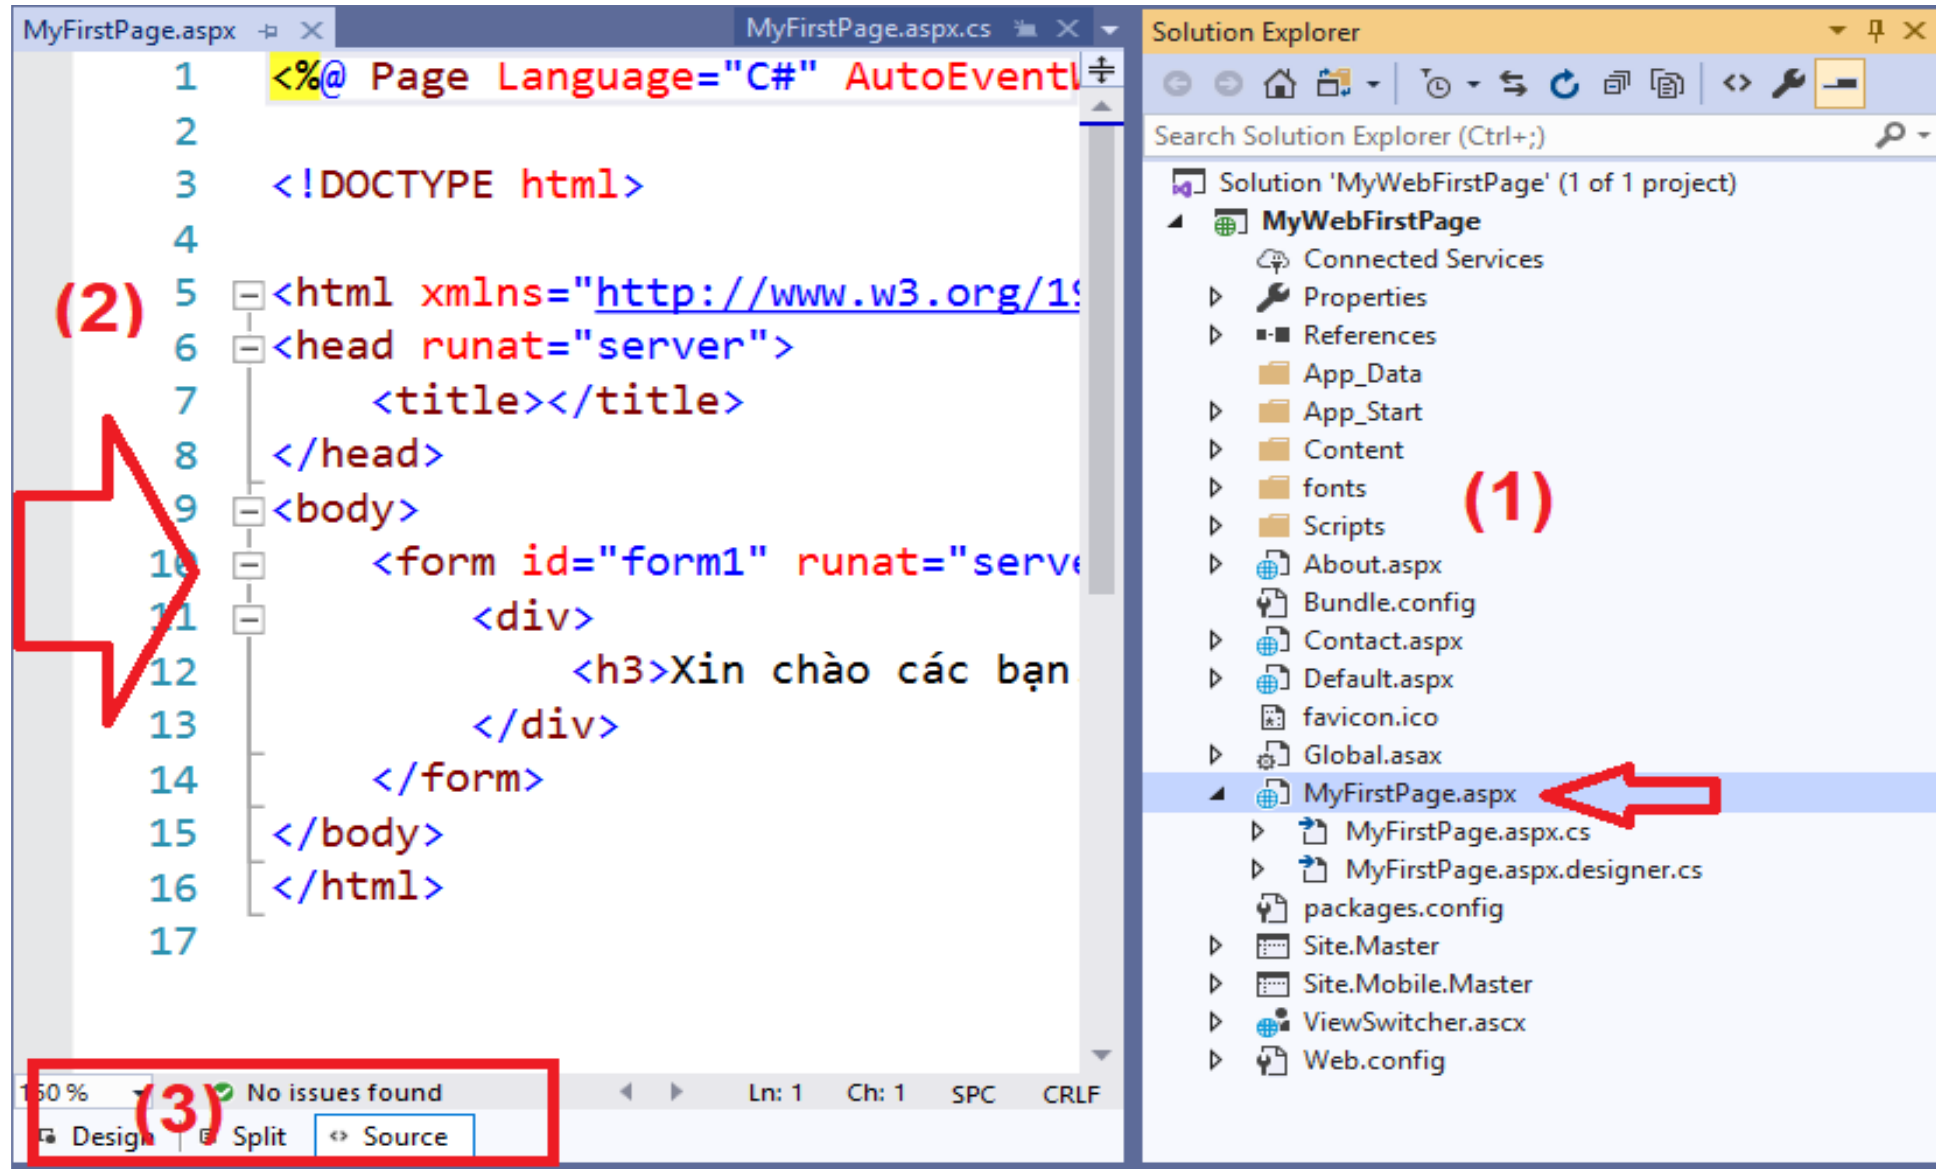 MyFirstPage.aspx
MyFirstPage.aspx.cs
1 <%@ Page Language="C#" AutoEventW
2
3 <!DOCTYPE html>
4
(2)
5 <html xmlns="http://www.w3.org/19
6 <head runat="server">
7 <title></title>
8 </head>
9 <body>
10 <form id="form1" runat="serve
11 <div>
12 <h3>Xin chào các bạn
13 </div>
14 </form>
15 </body>
16 </html>
17
150 %
(3)
No issues found
Ln: 1 Ch: 1 SPC CRLF
Design Split Source
Solution Explorer
Search Solution Explorer (Ctrl+;)
Solution 'MyWebFirstPage' (1 of 1 project)
MyWebFirstPage
Connected Services
Properties
References
App_Data
App_Start
Content
fonts
(1)
Scripts
About.aspx
Bundle.config
Contact.aspx
Default.aspx
favicon.ico
Global.asax
MyFirstPage.aspx
MyFirstPage.aspx.cs
MyFirstPage.aspx.designer.cs
packages.config
Site.Master
Site.Mobile.Master
ViewSwitcher.ascx
Web.config